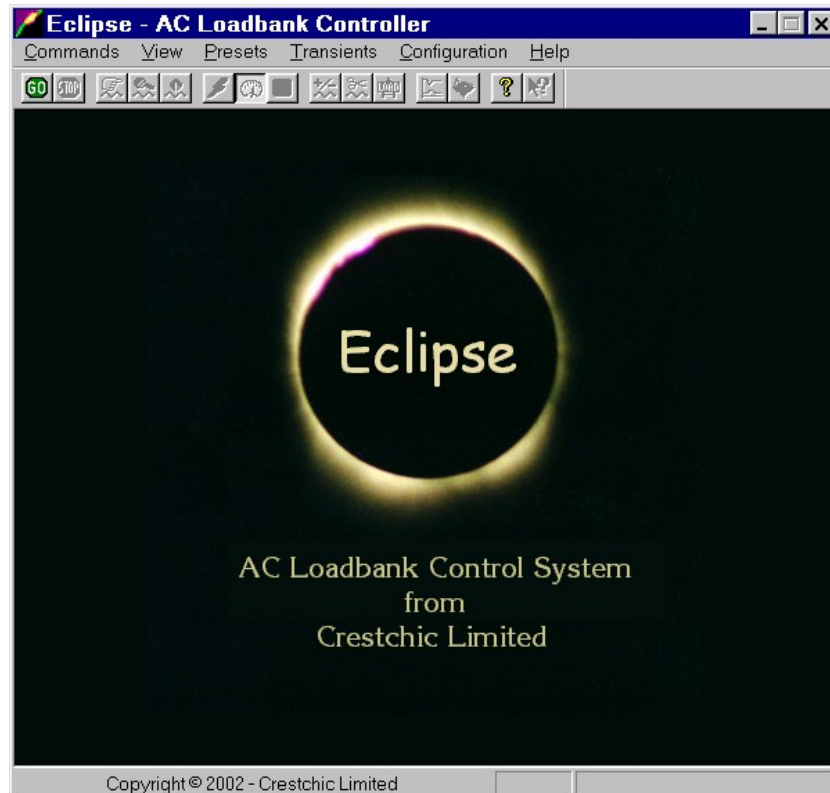 Eclipse - AC Loadbank Controller
Commands View Presets Transients Configuration Help
GO STOP
Eclipse
AC Loadbank Control System
from
Crestchic Limited
Copyright © 2002 - Crestchic Limited